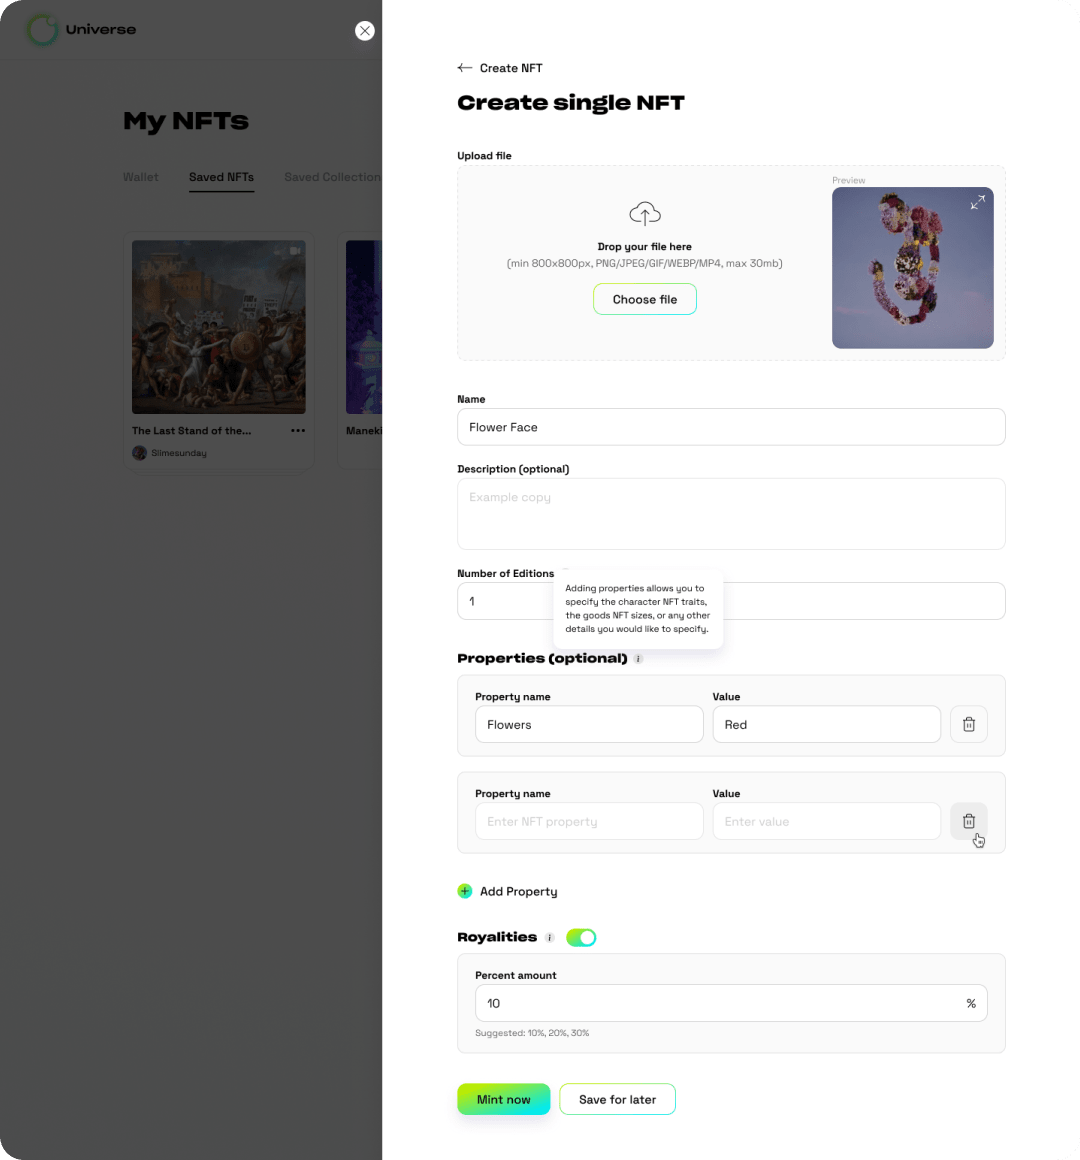 Universe
My NFTs
Wallet
Saved NFTs
Saved Collection
The Last Stand of the...
Slimesunday
Maneki
Create NFT
Create single NFT
Upload file
Drop your file here
(min 800x800px, PNG/JPEG/GIF/WEBP/MP4, max 30mb)
Choose file
Preview
Name
Flower Face
Description (optional)
Example copy
Number of Editions
1
Adding properties allows you to
specify the character NFT traits,
the goods NFT sizes, or any other
details you would like to specify.
Properties (optional)
Property name
Value
Flowers
Red
Property name
Value
Enter NFT property
Enter value
Add Property
Royalities
Percent amount
10
%
Suggested: 10%, 20%, 30%
Mint now
Save for later